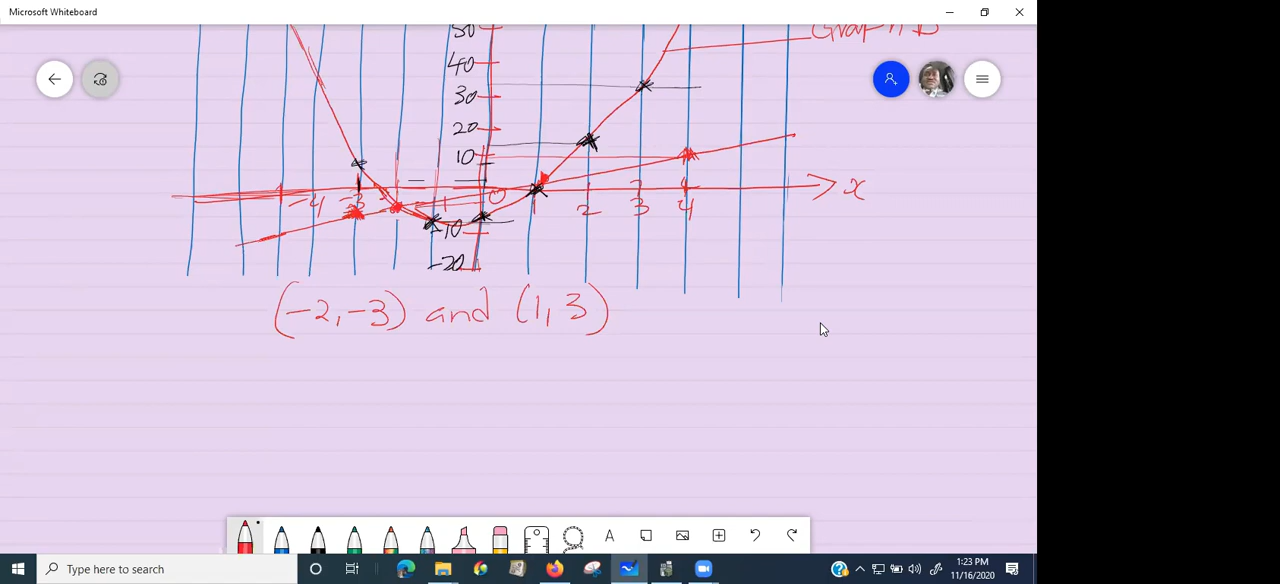 Microsoft Whiteboard
50
40
30
20
10
x
-4 -3 -1 0 1 2 3 4
-10
-20
(-2, -3) and (1, 3)
A
Type here to search
1:23 PM
11/16/2020